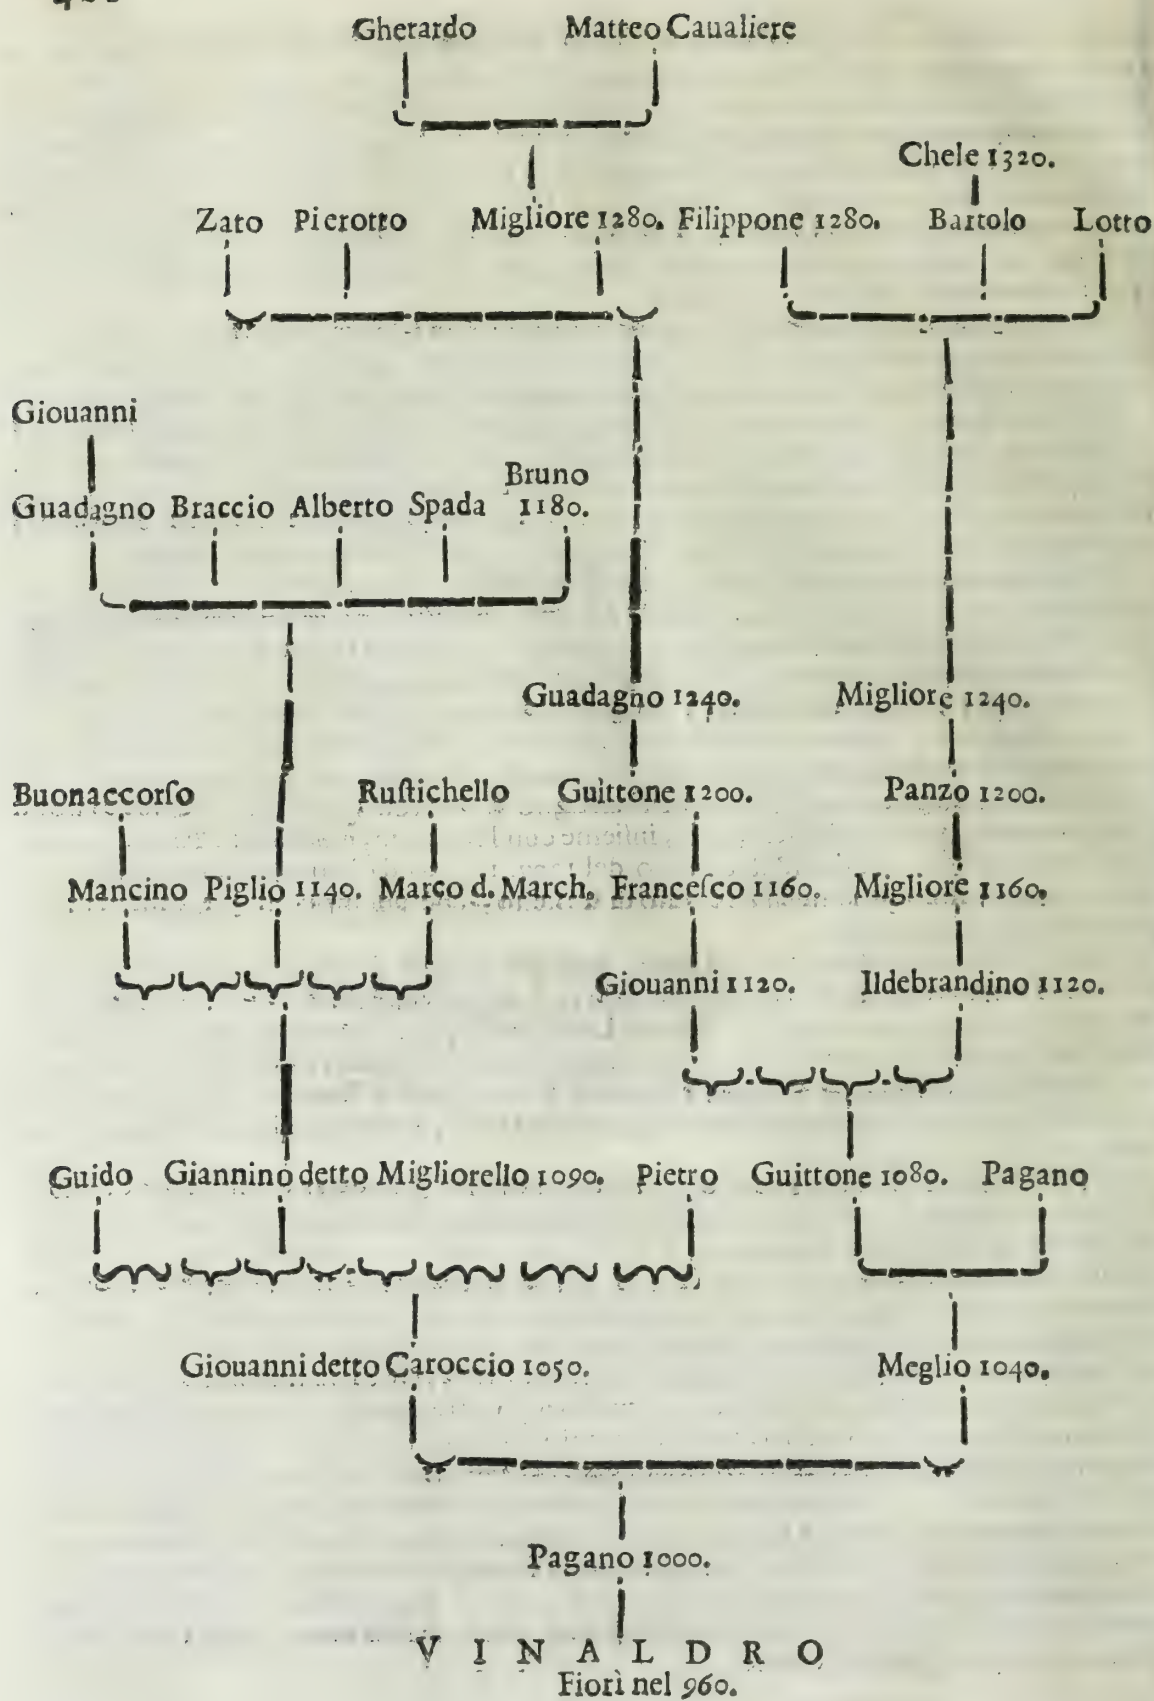 Gherardo Matteo Caualiere
Chele 1320.
Zato Pierotto Migliore 1280. Filippone 1280. Bartolo Lotto
Giouanni
Bruno
Guadagno Braccio Alberto Spada 1180.
Guadagno 1240. Migliore 1240.
Buonaccorſo Ruſtichello Guittone 1200. Panzo 1200.
Mancino Piglio 1140. Marco d. March. Franceſco 1160. Migliore 1160.
Giouanni 1120. Ildebrandino 1120.
Guido Giannino detto Migliorello 1090. Pietro Guittone 1080. Pagano
Giouanni detto Caroccio 1050. Meglio 1040.
Pagano 1000.
VINALDRO
Fiorì nel 960.